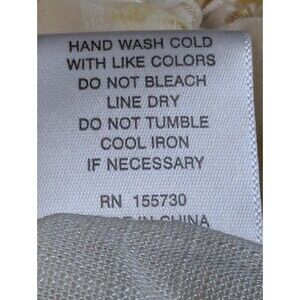 HAND WASH COLD
WITH LIKE COLORS
DO NOT BLEACH
LINE DRY
DO NOT TUMBLE
COOL IRON
IF NECESSARY
RN 155730
IN CHINA